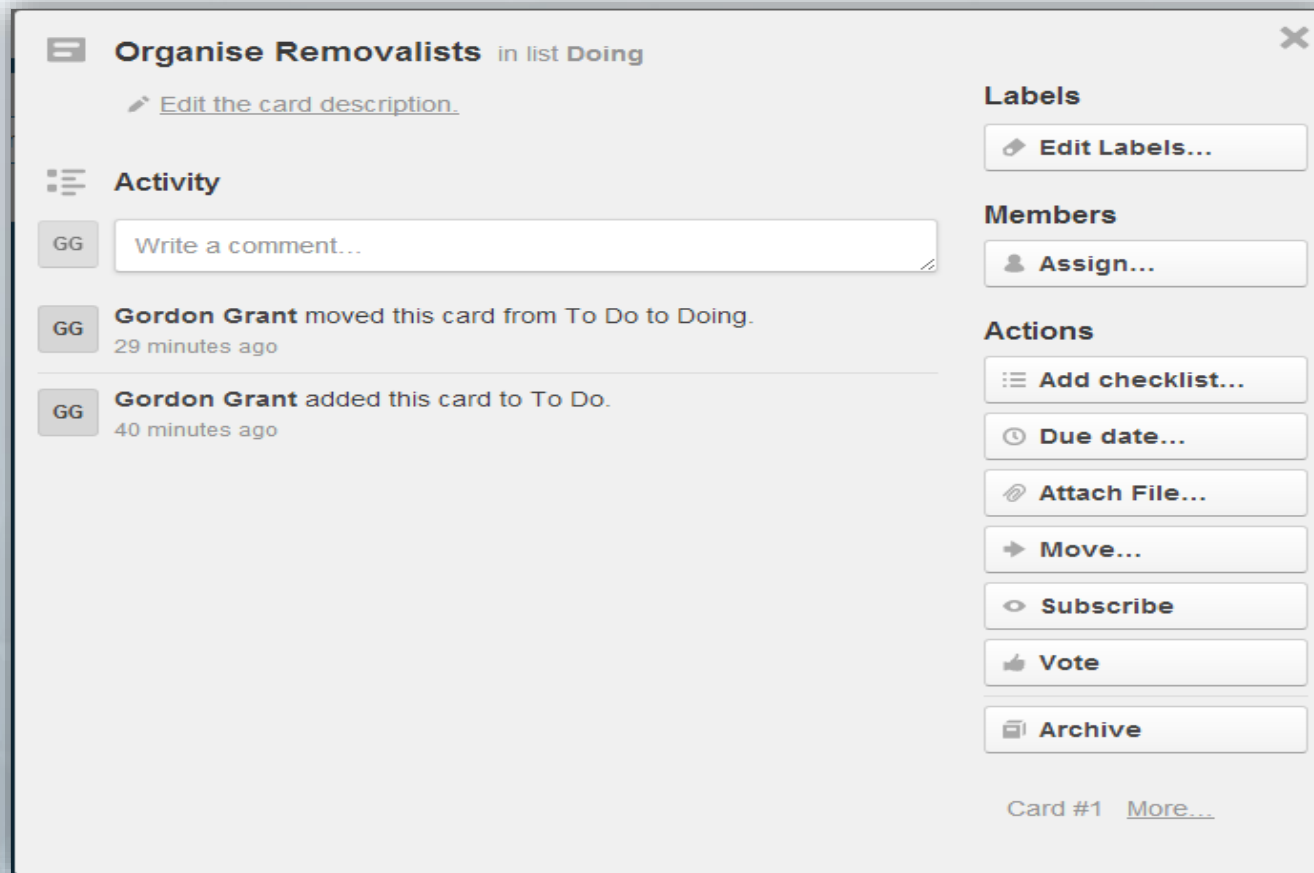 Organise Removalists in list Doing
Edit the card description.
Activity
GG
Write a comment...
GG
Gordon Grant moved this card from To Do to Doing.
29 minutes ago
GG
Gordon Grant added this card to To Do.
40 minutes ago
Labels
Edit Labels...
Members
Assign...
Actions
Add checklist...
Due date...
Attach File...
Move...
Subscribe
Vote
Archive
Card #1 More...